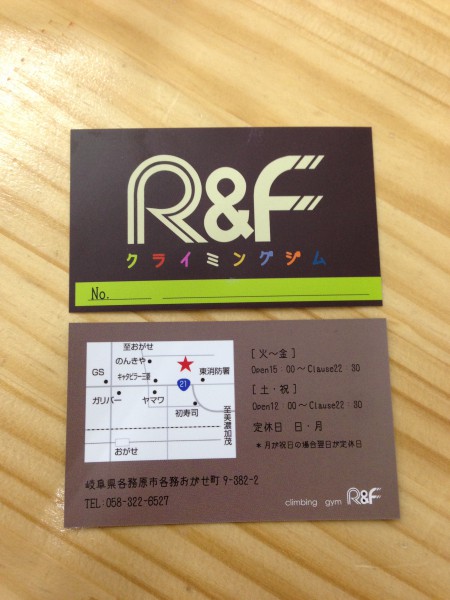 R&F
クライミングジム
No.
至おがせ
のんきや
GS
キャタピラー三菱
東消防署
21
ガリバー
ヤマワ
初寿司
至美濃加茂
おがせ
[火~金]
Open15:00~Clause22:30
[土・祝]
Open12:00~Clause22:30
定休日 日・月
*月が祝日の場合翌日が定休日
岐阜県各務原市各務おがせ町9-382-2
TEL:058-322-6527
climbing gym R&F